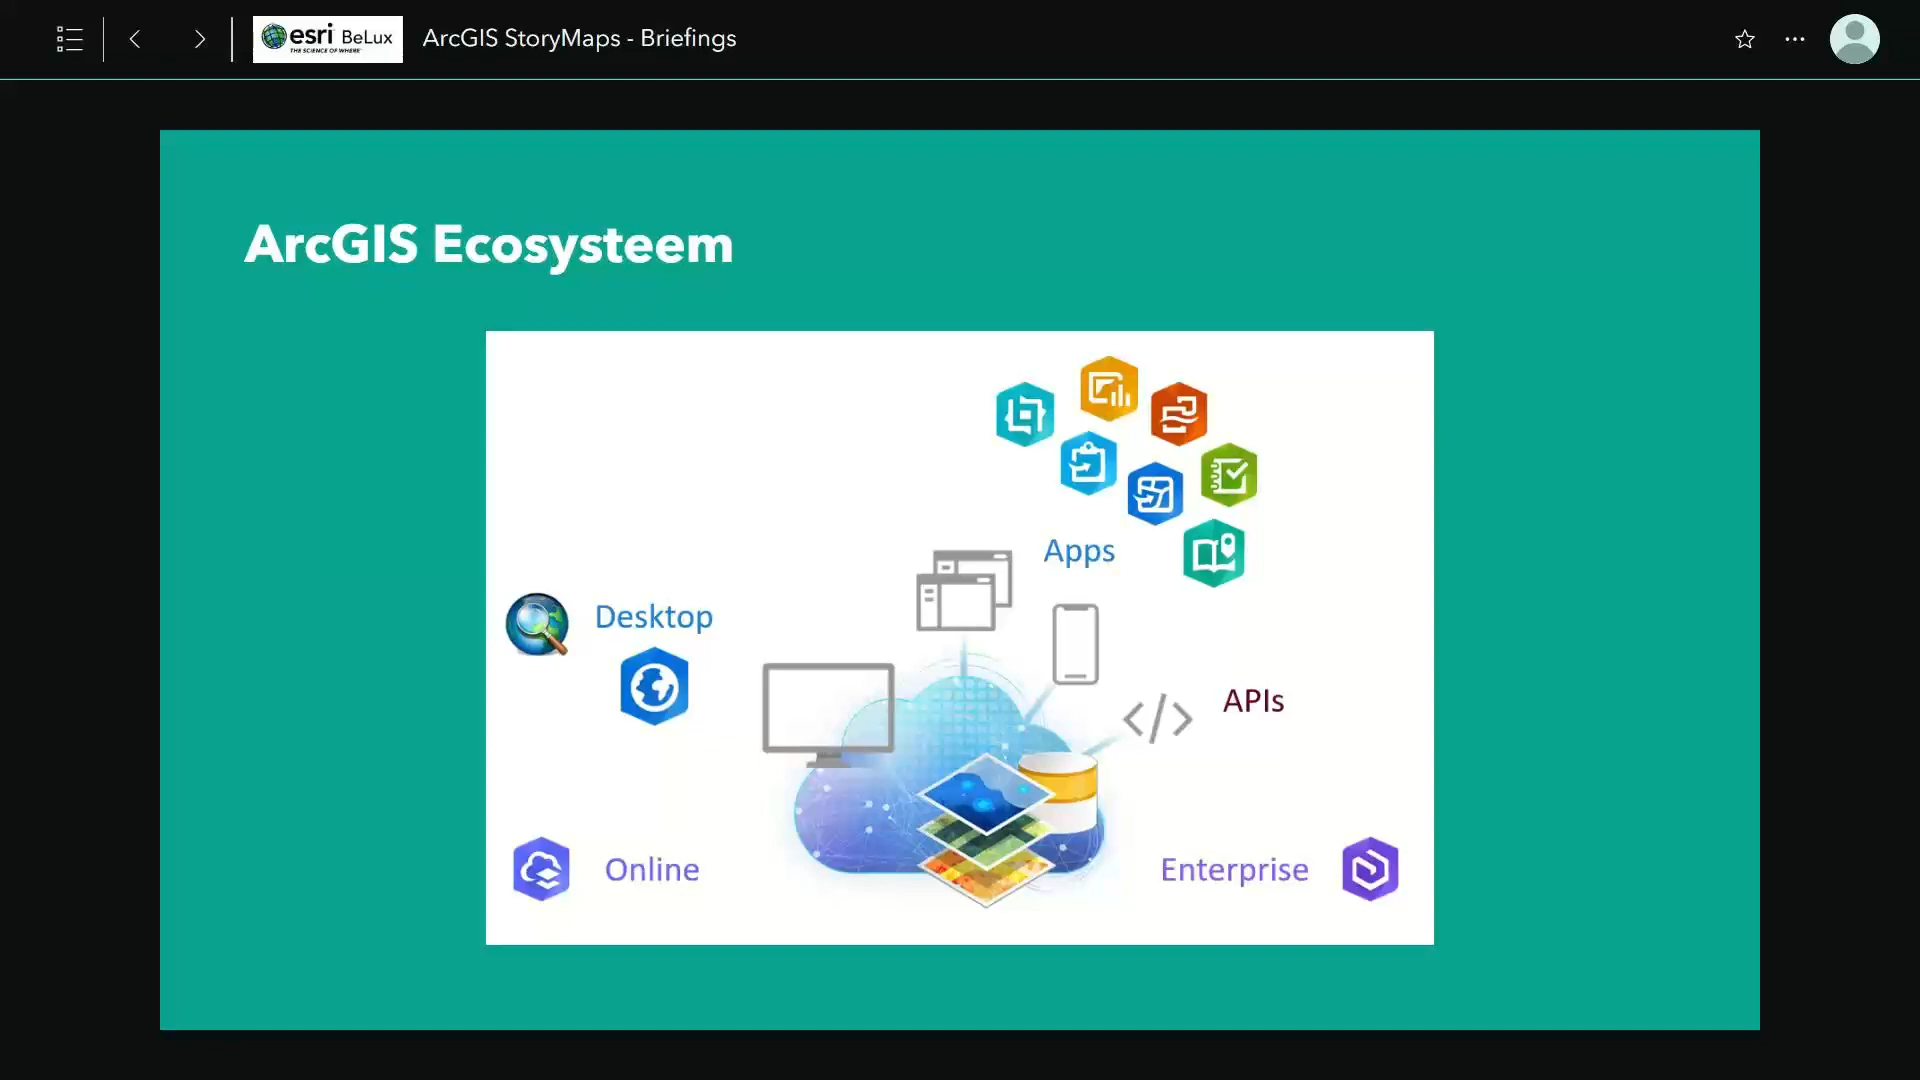 esri BeLux
THE SCIENCE OF WHERE
ArcGIS StoryMaps - Briefings
ArcGIS Ecosysteem
Apps
Desktop
APIs
Online
Enterprise